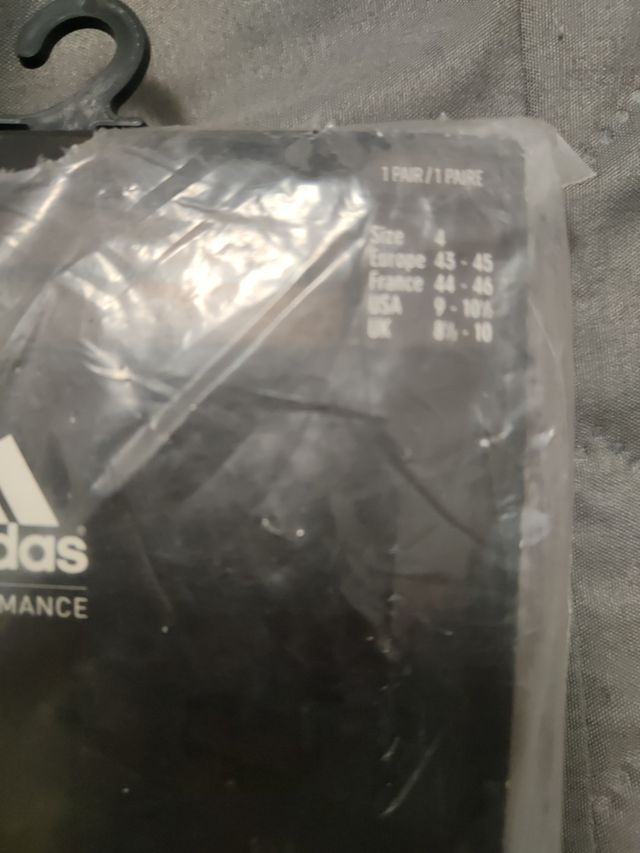 1 PAIR/1 PAIRE
Size 4
Europe 43 - 45
France 44 - 46
USA 9 - 10½
UK 8½ - 10
das
MANCE